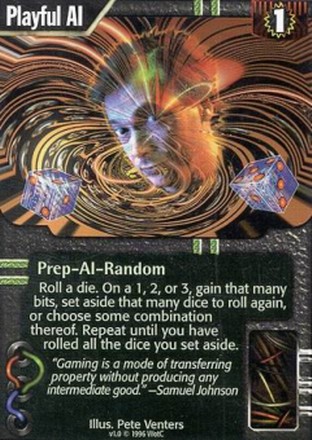 Playful AI
1
Prep-AI-Random
Roll a die. On a 1, 2, or 3, gain that many
bits, set aside that many dice to roll again,
or choose some combination
thereof. Repeat until you have
rolled all the dice you set aside.
"Gaming is a mode of transferring
property without producing any
intermediate good." –Samuel Johnson
Illus. Pete Venters
v1.0 © 1996 WotC